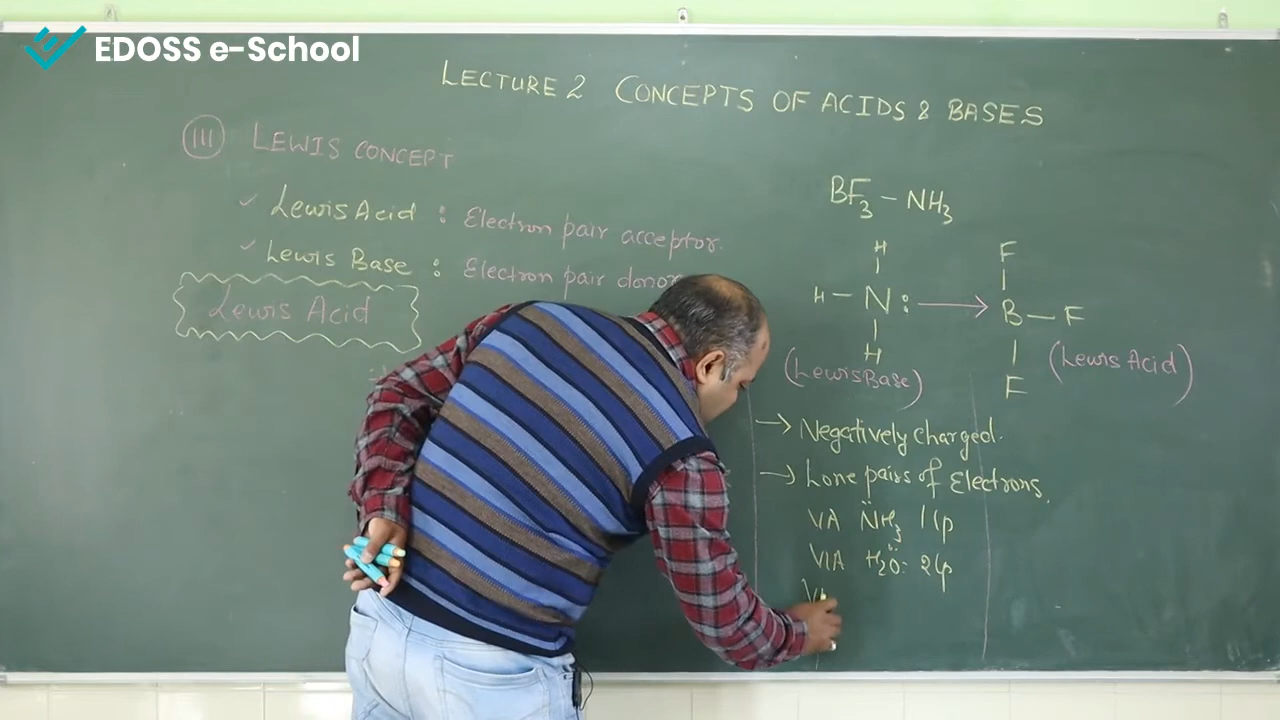 EDOSS e-School
LECTURE 2 CONCEPTS OF ACIDS & BASES
III LEWIS CONCEPT
✓ Lewis Acid : Electron pair acceptor.
✓ Lewis Base : Electron pair donor
Lewis Acid
BF3 – NH3
H
H – N : → B – F
H
F
F
(Lewis Base)
(Lewis Acid)
→ Negatively charged.
→ Lone pairs of Electrons.
VA N̈H3 1 lp
VIA H2Ö: 2lp